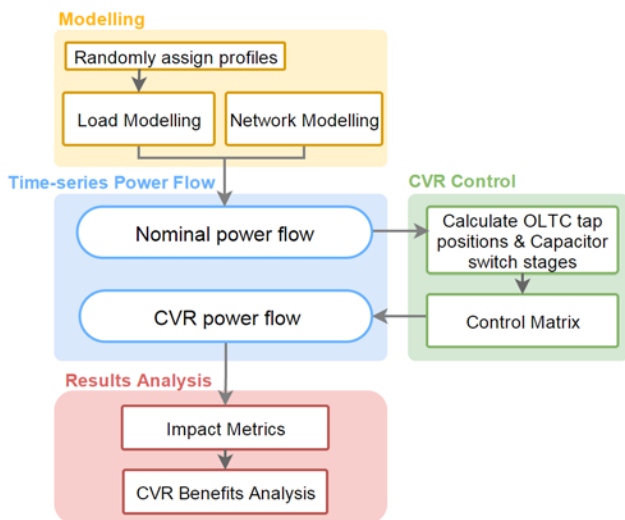 Modelling
Randomly assign profiles
Load Modelling
Network Modelling
Time-series Power Flow
CVR Control
Nominal power flow
Calculate OLTC tap
positions & Capacitor
switch stages
CVR power flow
Control Matrix
Results Analysis
Impact Metrics
CVR Benefits Analysis